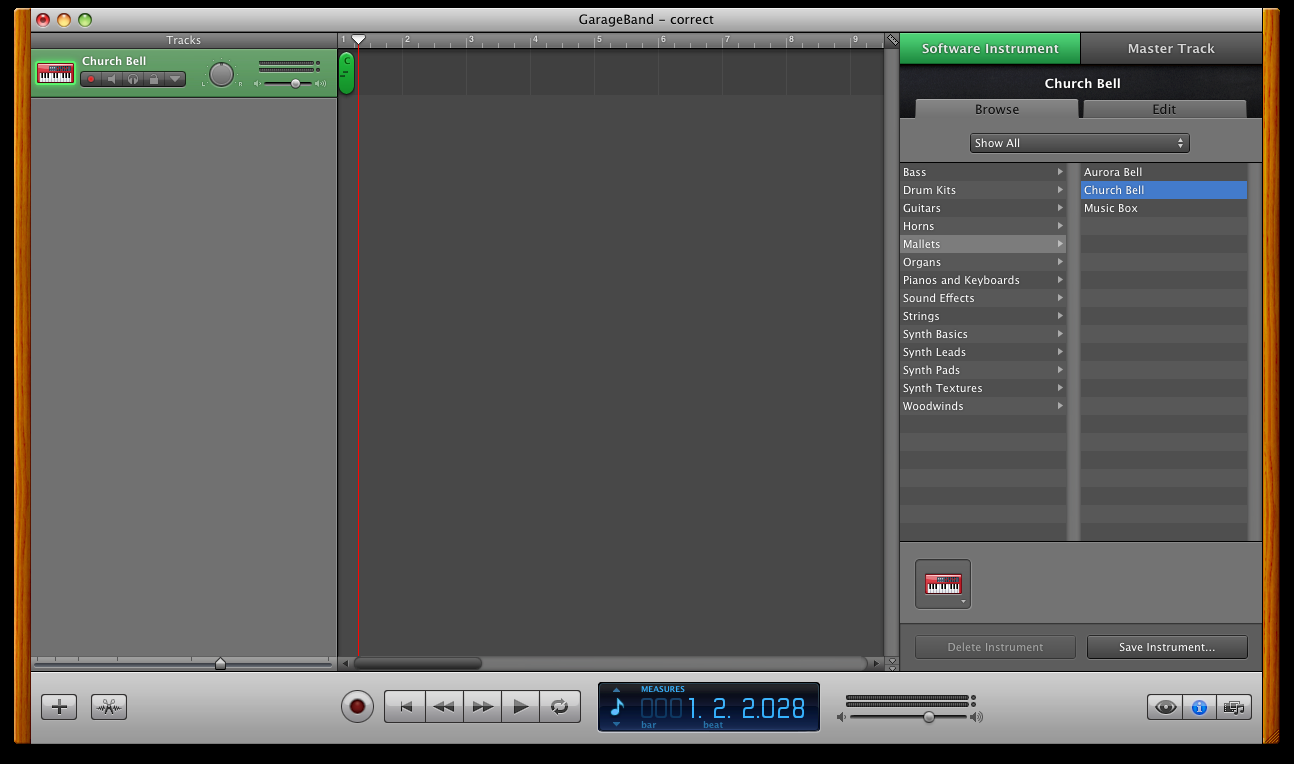 GarageBand – correct
Tracks
1 2 3 4 5 6 7 8 9
Software Instrument
Master Track
Church Bell
L R
C
Church Bell
Browse
Edit
Show All
Bass
Drum Kits
Guitars
Horns
Mallets
Organs
Pianos and Keyboards
Sound Effects
Strings
Synth Basics
Synth Leads
Synth Pads
Synth Textures
Woodwinds
Aurora Bell
Church Bell
Music Box
Delete Instrument
Save Instrument...
MEASURES
0001. 2. 2.028
bar beat